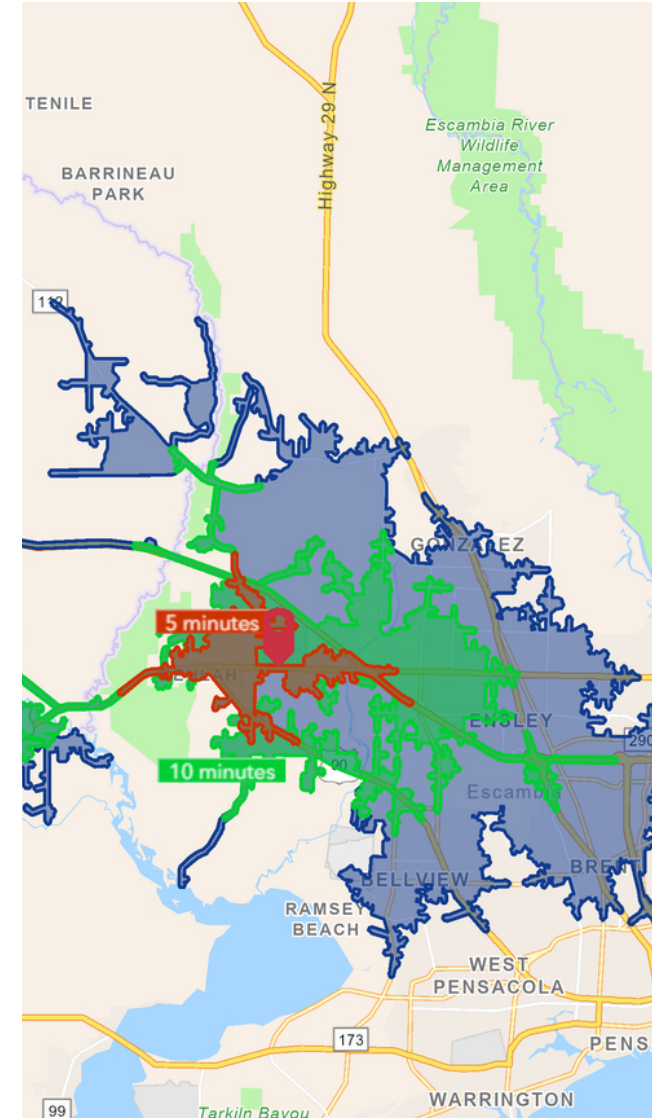 TENILE
BARRINEAU
PARK
Highway 29 N
Escambia River
Wildlife
Management
Area
112
GONZALEZ
5 minutes
10 minutes
90
ENSLEY
290
Escambia
BRENT
BELLVIEW
RAMSEY
BEACH
WEST
PENSACOLA
173
PENS
99
Tarkiln Bayou
WARRINGTON